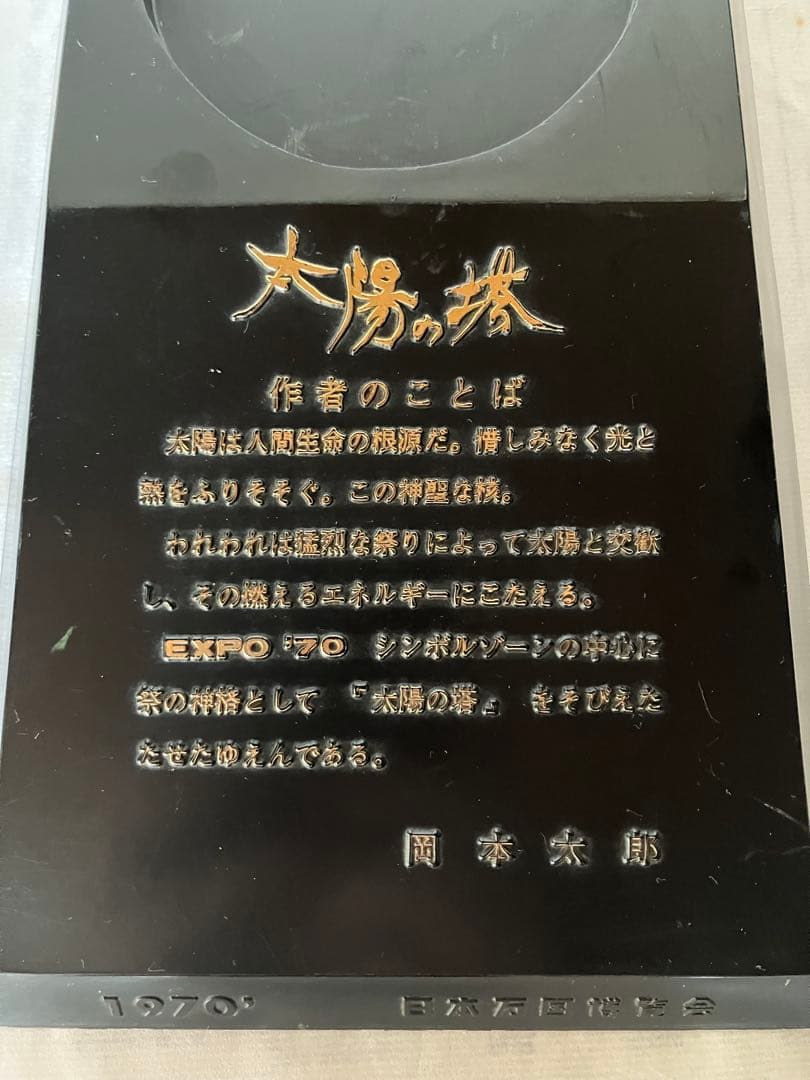 太陽の塔
作者のことば
太陽は人間生命の根源だ。惜しみなく光と
熱をふりそそぐ。この神聖な核。
われわれは猛烈な祭りによって太陽と交歓
し、その燃えるエネルギーにこたえる。
EXPO '70 シンボルゾーンの中心に
祭の神格として 『太陽の塔』 をそびえた
たせたゆえんである。
岡本太郎
1970' 日本万国博覧会